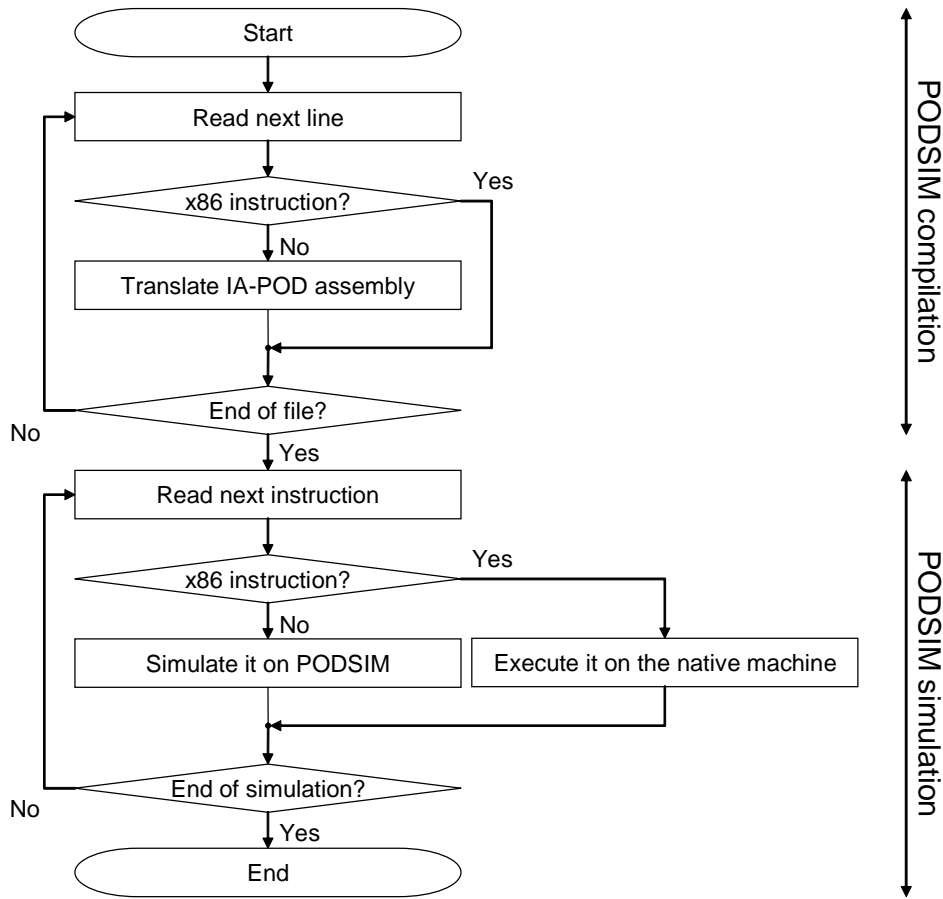 Start
Read next line
x86 instruction?
Yes
No
Translate IA-POD assembly
End of file?
No
Yes
PODSIM compilation
Read next instruction
x86 instruction?
Yes
No
Simulate it on PODSIM
Execute it on the native machine
End of simulation?
No
Yes
End
PODSIM simulation